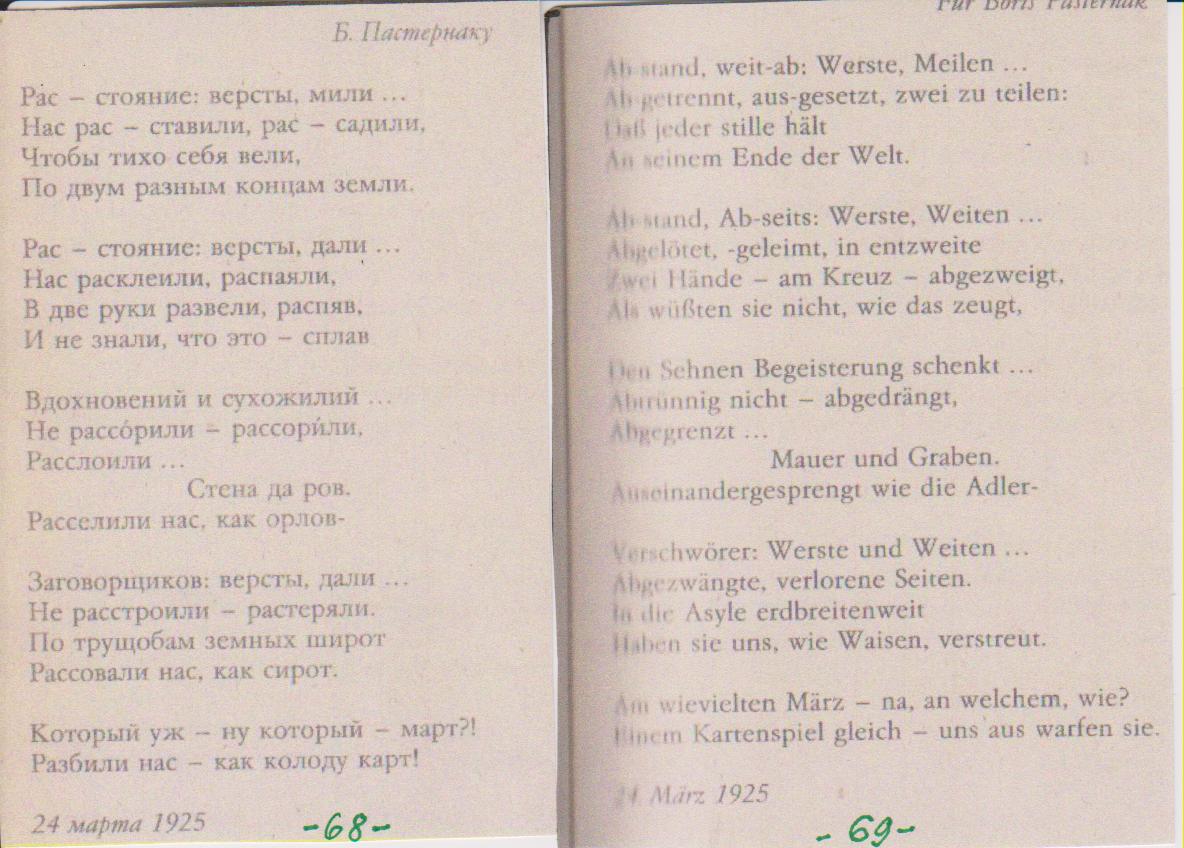 Б. Пастернаку
Рас – стояние: версты, мили ...
Нас рас – ставили, рас – садили,
Чтобы тихо себя вели,
По двум разным концам земли.
Рас – стояние: версты, дали ...
Нас расклеили, распаяли,
В две руки развели, распяв,
И не знали, что это – сплав
Вдохновений и сухожилий ...
Не рассо́рили – рассори́ли,
Расслоили ...
Стена да ров.
Расселили нас, как орлов-
Заговорщиков: версты, дали ...
Не расстроили – растеряли.
По трущобам земных широт
Рассовали нас, как сирот.
Который уж – ну который – март?!
Разбили нас – как колоду карт!
24 марта 1925
-68-
Für Boris Pasternak
Ab-stand, weit-ab: Werste, Meilen ...
Ab-getrennt, aus-gesetzt, zwei zu teilen:
Daß jeder stille hält
An seinem Ende der Welt.
Ab-stand, Ab-seits: Werste, Weiten ...
Abgelötet, -geleimt, in entzweite
Zwei Hände – am Kreuz – abgezweigt,
Als wüßten sie nicht, wie das zeugt,
Den Sehnen Begeisterung schenkt ...
Abtrünnig nicht – abgedrängt,
Abgegrenzt ...
Mauer und Graben.
Auseinandergesprengt wie die Adler-
Verschwörer: Werste und Weiten ...
Abgezwängte, verlorene Seiten.
In die Asyle erdbreitenweit
Haben sie uns, wie Waisen, verstreut.
Am wievielten März – na, an welchem, wie?
Einem Kartenspiel gleich – uns aus warfen sie.
24. März 1925
- 69-